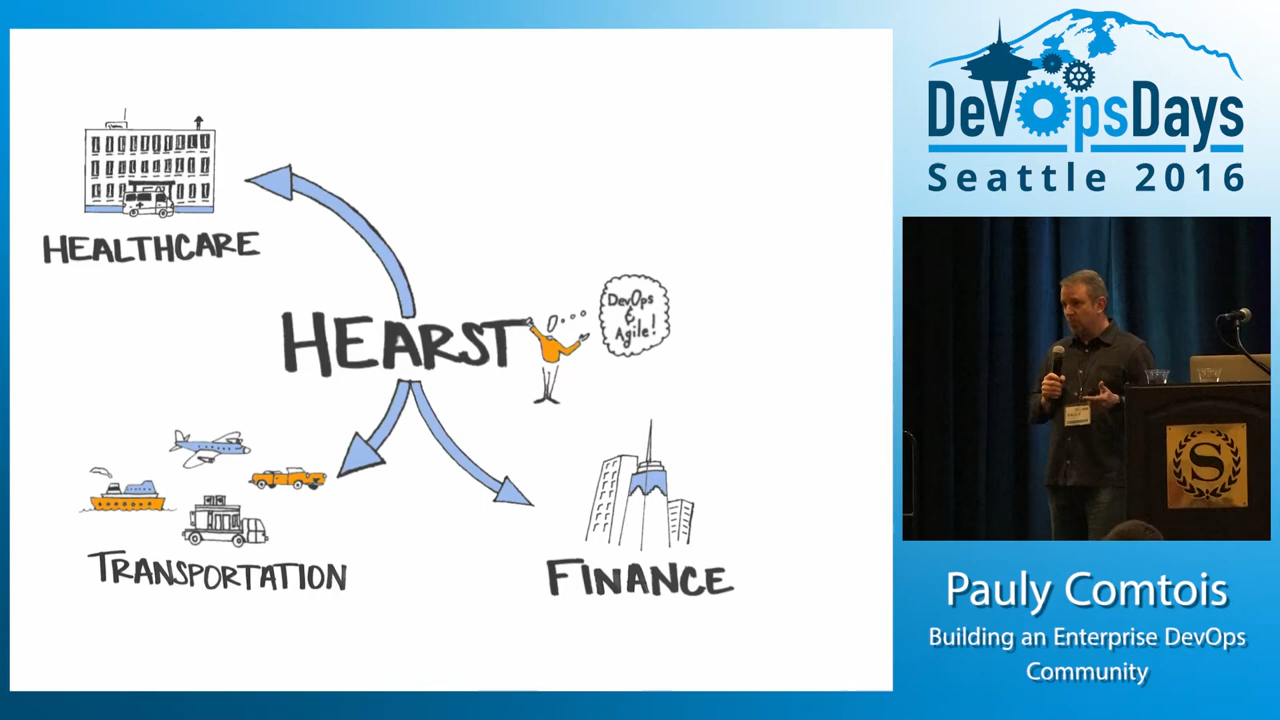 HEALTHCARE
HEARST
DevOps
&
Agile!
TRANSPORTATION
FINANCE
DevOpsDays
Seattle 2016
S
Pauly Comtois
Building an Enterprise DevOps
Community